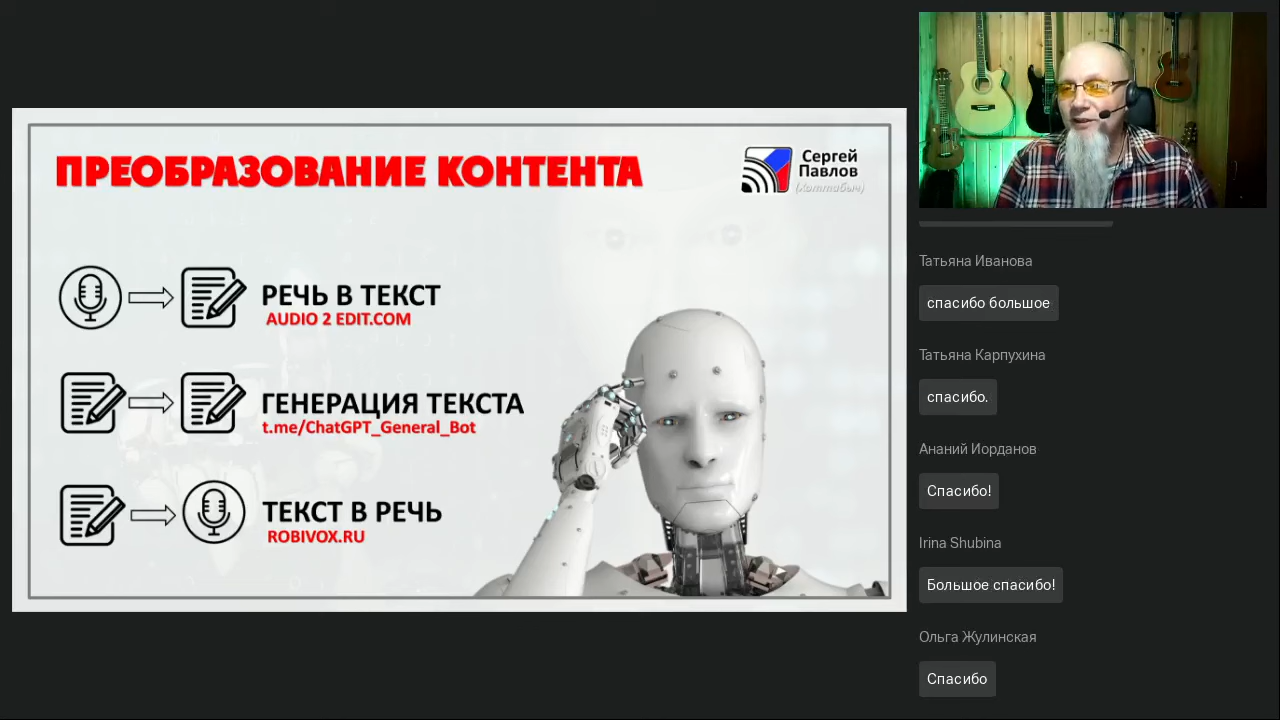 ПРЕОБРАЗОВАНИЕ КОНТЕНТА
Сергей
Павлов
(Хоттабыч)
РЕЧЬ В ТЕКСТ
AUDIO 2 EDIT.COM
ГЕНЕРАЦИЯ ТЕКСТА
t.me/ChatGPT_General_Bot
ТЕКСТ В РЕЧЬ
ROBIVOX.RU
Татьяна Иванова
спасибо большое
Татьяна Карпухина
спасибо.
Ананий Иорданов
Спасибо!
Irina Shubina
Большое спасибо!
Ольга Жулинская
Спасибо